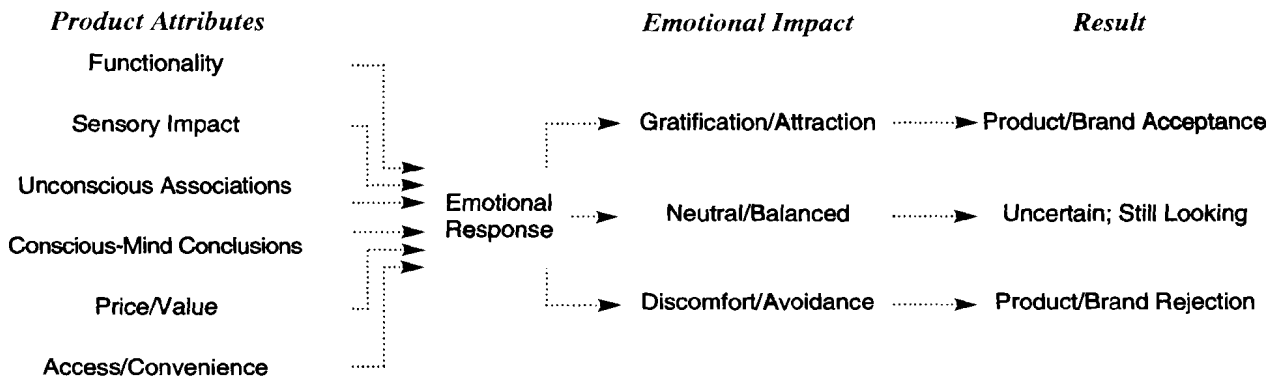 Product Attributes
Emotional Impact
Result
Functionality
Sensory Impact
Unconscious Associations
Conscious-Mind Conclusions
Price/Value
Access/Convenience
Emotional
Response
Gratification/Attraction
Product/Brand Acceptance
Neutral/Balanced
Uncertain; Still Looking
Discomfort/Avoidance
Product/Brand Rejection